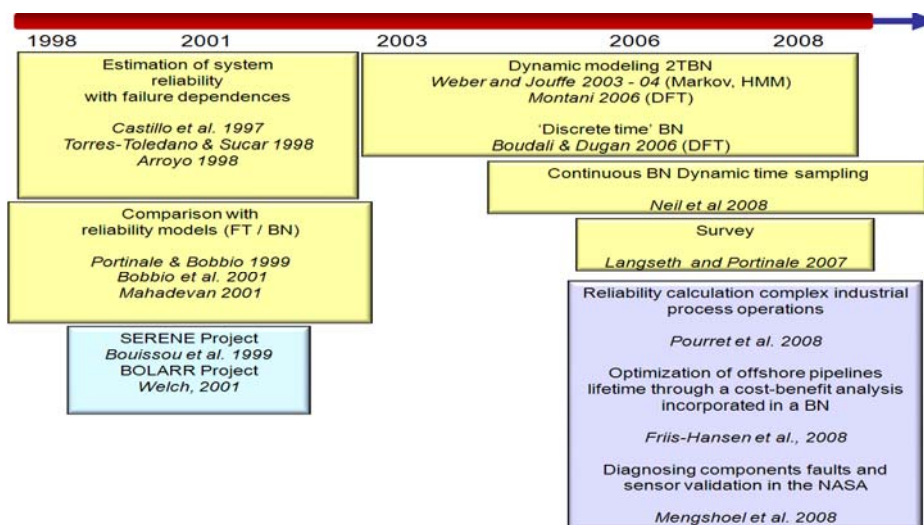 1998 2001 2003 2006 2008
Estimation of system
reliability
with failure dependences
Castillo et al. 1997
Torres-Toledano & Sucar 1998
Arroyo 1998
Comparison with
reliability models (FT / BN)
Portinale & Bobbio 1999
Bobbio et al. 2001
Mahadevan 2001
SERENE Project
Bouissou et al. 1999
BOLARR Project
Welch, 2001
Dynamic modeling 2TBN
Weber and Jouffe 2003 - 04 (Markov, HMM)
Montani 2006 (DFT)
'Discrete time' BN
Boudali & Dugan 2006 (DFT)
Continuous BN Dynamic time sampling
Neil et al 2008
Survey
Langseth and Portinale 2007
Reliability calculation complex industrial
process operations
Pourret et al. 2008
Optimization of offshore pipelines
lifetime through a cost-benefit analysis
incorporated in a BN
Friis-Hansen et al., 2008
Diagnosing components faults and
sensor validation in the NASA
Mengshoel et al. 2008